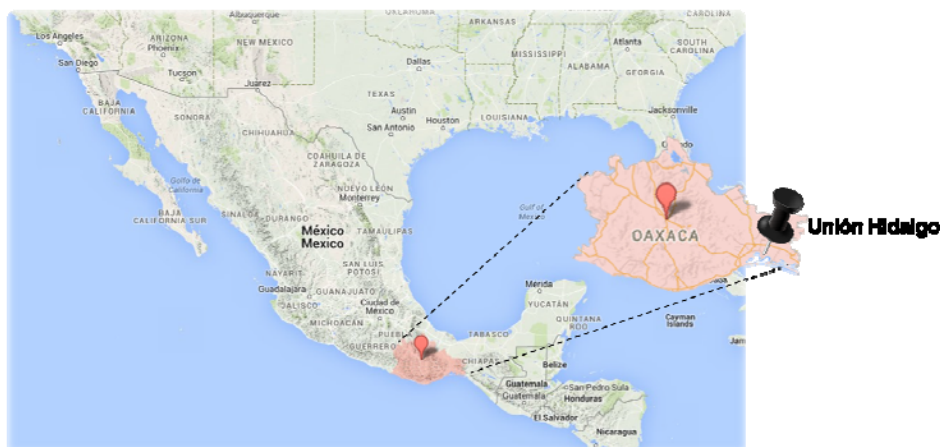 Albuquerque
OKLAHOMA
ARKANSAS
CAROLINA
Los Angeles
ARIZONA
NEW MEXICO
Phoenix
Atlanta
SOUTH
CAROLINA
San Diego
Tucson
Dallas
MISSISSIPPI
ALABAMA
GEORGIA
Juarez
TEXAS
BAJA
CALIFORNIA
SONORA
Austin
Houston
LOUISIANA
Jacksonville
San Antonio
CHIHUAHUA
COAHUILA DE
ZARAGOZA
Golfo de
California
NUEVO LEÓN
Monterrey
Gulf of
Mexico
BAJA
CALIFORNIA SUR
SINALOA
DURANGO
México
Mexico
TAMAULIPAS
OAXACA
Unión Hidalgo
SAN LUIS
POTOSÍ
NAYARIT
GUANAJUATO
Guadalajara
JALISCO
Ciudad de
México
Mérida
YUCATÁN
QUINTANA
ROO
Cayman
Islands
MICHOACÁN
PUEBL
TABASCO
GUERRERO
CHIAPAS
Belize
Guatemala
Guatemala
San Pedro Sula
Honduras
El Salvador
Nicaragua